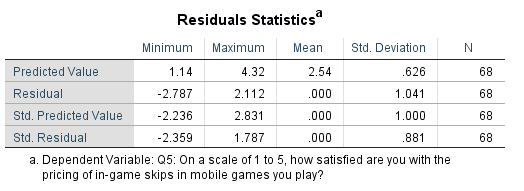 Residuals Statisticsa
Minimum Maximum Mean Std. Deviation N
Predicted Value 1.14 4.32 2.54 .626 68
Residual -2.787 2.112 .000 1.041 68
Std. Predicted Value -2.236 2.831 .000 1.000 68
Std. Residual -2.359 1.787 .000 .881 68
a. Dependent Variable: Q5: On a scale of 1 to 5, how satisfied are you with the
pricing of in-game skips in mobile games you play?